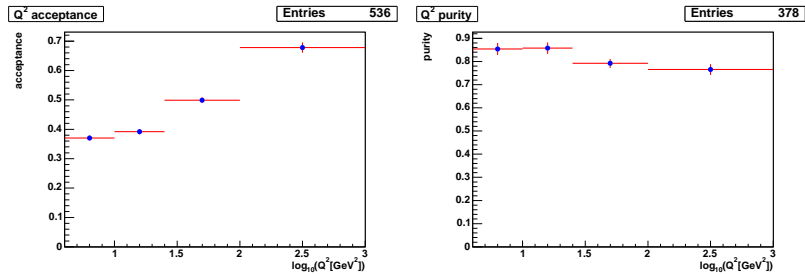 Q² acceptance
Entries 536
acceptance
0.7
0.6
0.5
0.4
0.3
0.2
0.1
0
1 1.5 2 2.5 3
log₁₀(Q²[GeV²])
Q² purity
Entries 378
purity
0.9
0.8
0.7
0.6
0.5
0.4
0.3
0.2
0.1
0
1 1.5 2 2.5 3
log₁₀(Q²[GeV²])